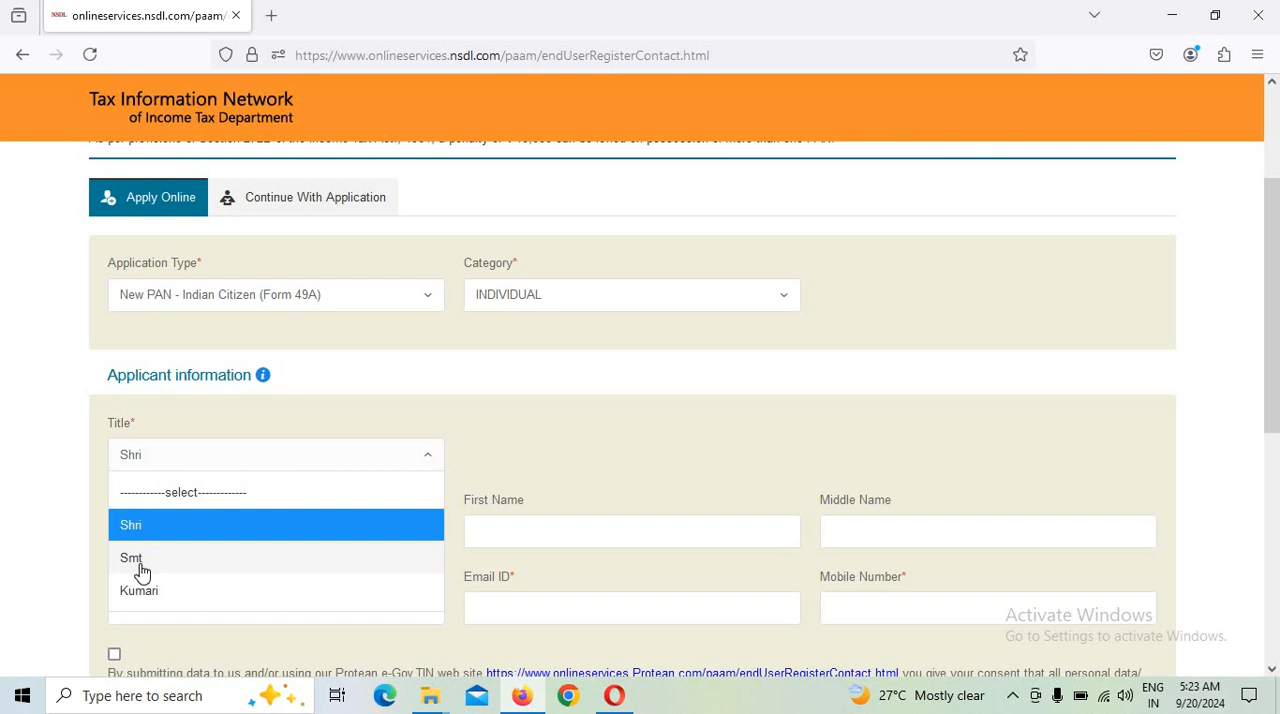 NSDL onlineservices.nsdl.com/paam/
https://www.onlineservices.nsdl.com/paam/endUserRegisterContact.html
Tax Information Network
of Income Tax Department
Apply Online
Continue With Application
Application Type*
Category*
New PAN - Indian Citizen (Form 49A)
INDIVIDUAL
Applicant information
Title*
Shri
------------select-------------
Shri
Smt
Kumari
First Name
Middle Name
Email ID*
Mobile Number*
Activate Windows
Go to Settings to activate Windows.
By submitting data to us and/or using our Protean e-Gov TIN web site https://www.onlineservices.Protean.com/paam/endUserRegisterContact.html you give your consent that all personal data/
Type here to search
27°C Mostly clear
ENG
IN
5:23 AM
9/20/2024